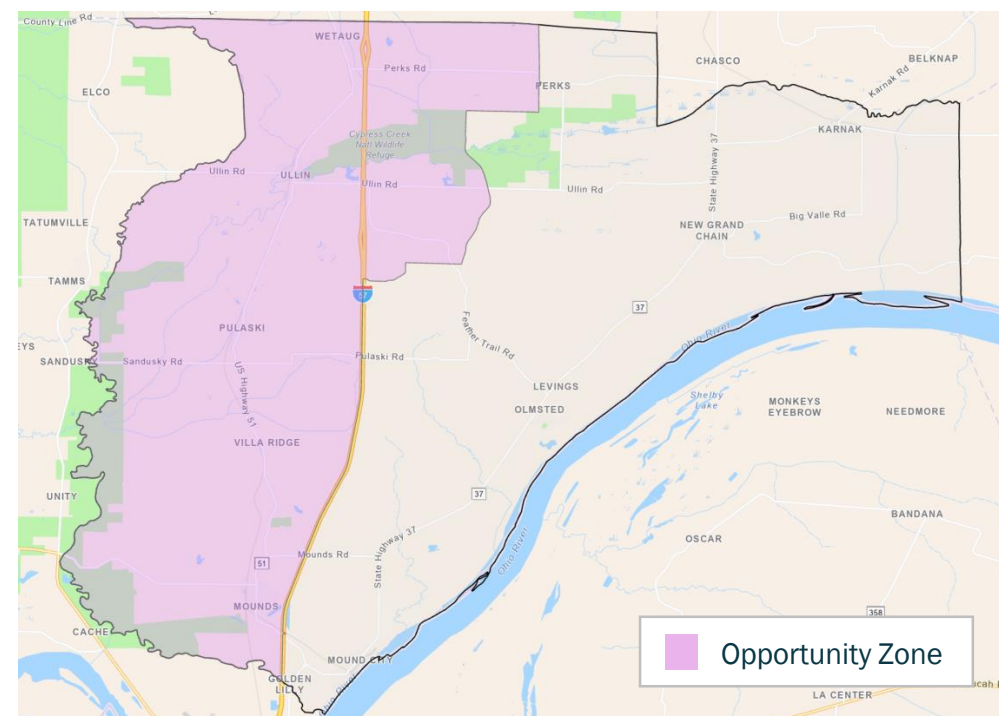 County Line Rd
WETAUG
Perks Rd
CHASCO
BELKNAP
ELCO
PERKS
Karnak Rd
Cypress Creek
Natl Wildlife
Refuge
KARNAK
State Highway 37
Ullin Rd
ULLIN
Ullin Rd
Ullin Rd
TATUMVILLE
NEW GRAND
CHAIN
Big Valle Rd
TAMMS
57
37
PULASKI
Feather Trail Rd
Ohio River
SANDUSKY
Sandusky Rd
Pulaski Rd
US Highway 51
LEVINGS
OLMSTED
Shelby
Lake
MONKEYS
EYEBROW
NEEDMORE
VILLA RIDGE
UNITY
37
BANDANA
State Highway 37
Ohio River
OSCAR
Mounds Rd
51
MOUNDS
358
CACHE
Opportunity Zone
MOUND CITY
GOLDEN
LILLY
Ohio River
LA CENTER